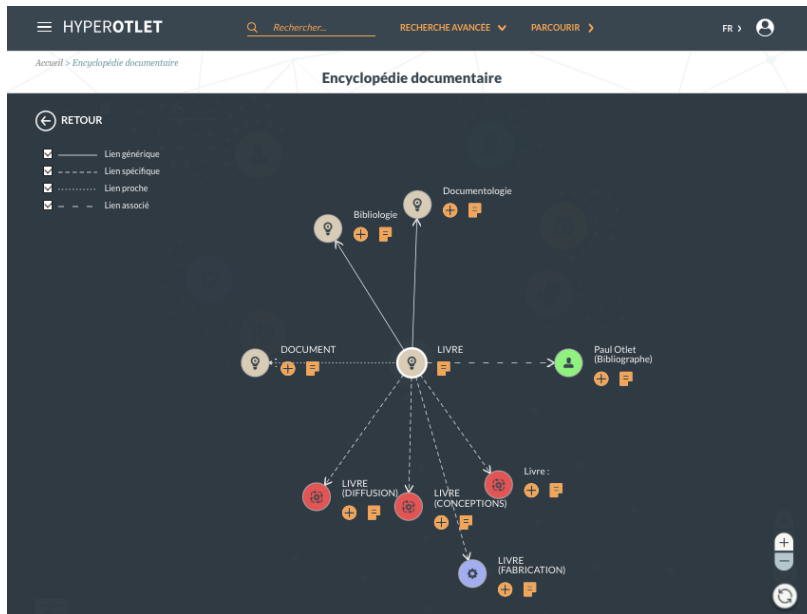 HYPEROTLET
Rechercher...
RECHERCHE AVANCÉE
PARCOURIR
FR
Accueil > Encyclopédie documentaire
Encyclopédie documentaire
RETOUR
Lien générique
Lien spécifique
Lien proche
Lien associé
Documentologie
Bibliologie
DOCUMENT
LIVRE
Paul Otlet
(Bibliographe)
LIVRE
(DIFFUSION)
LIVRE
(CONCEPTIONS)
Livre :
LIVRE
(FABRICATION)